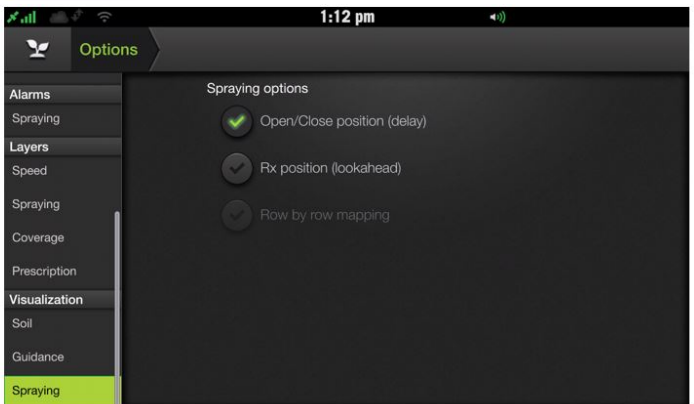 1:12 pm
Options
Alarms
Spraying
Layers
Speed
Spraying
Coverage
Prescription
Visualization
Soil
Guidance
Spraying
Spraying options
Open/Close position (delay)
Rx position (lookahead)
Row by row mapping